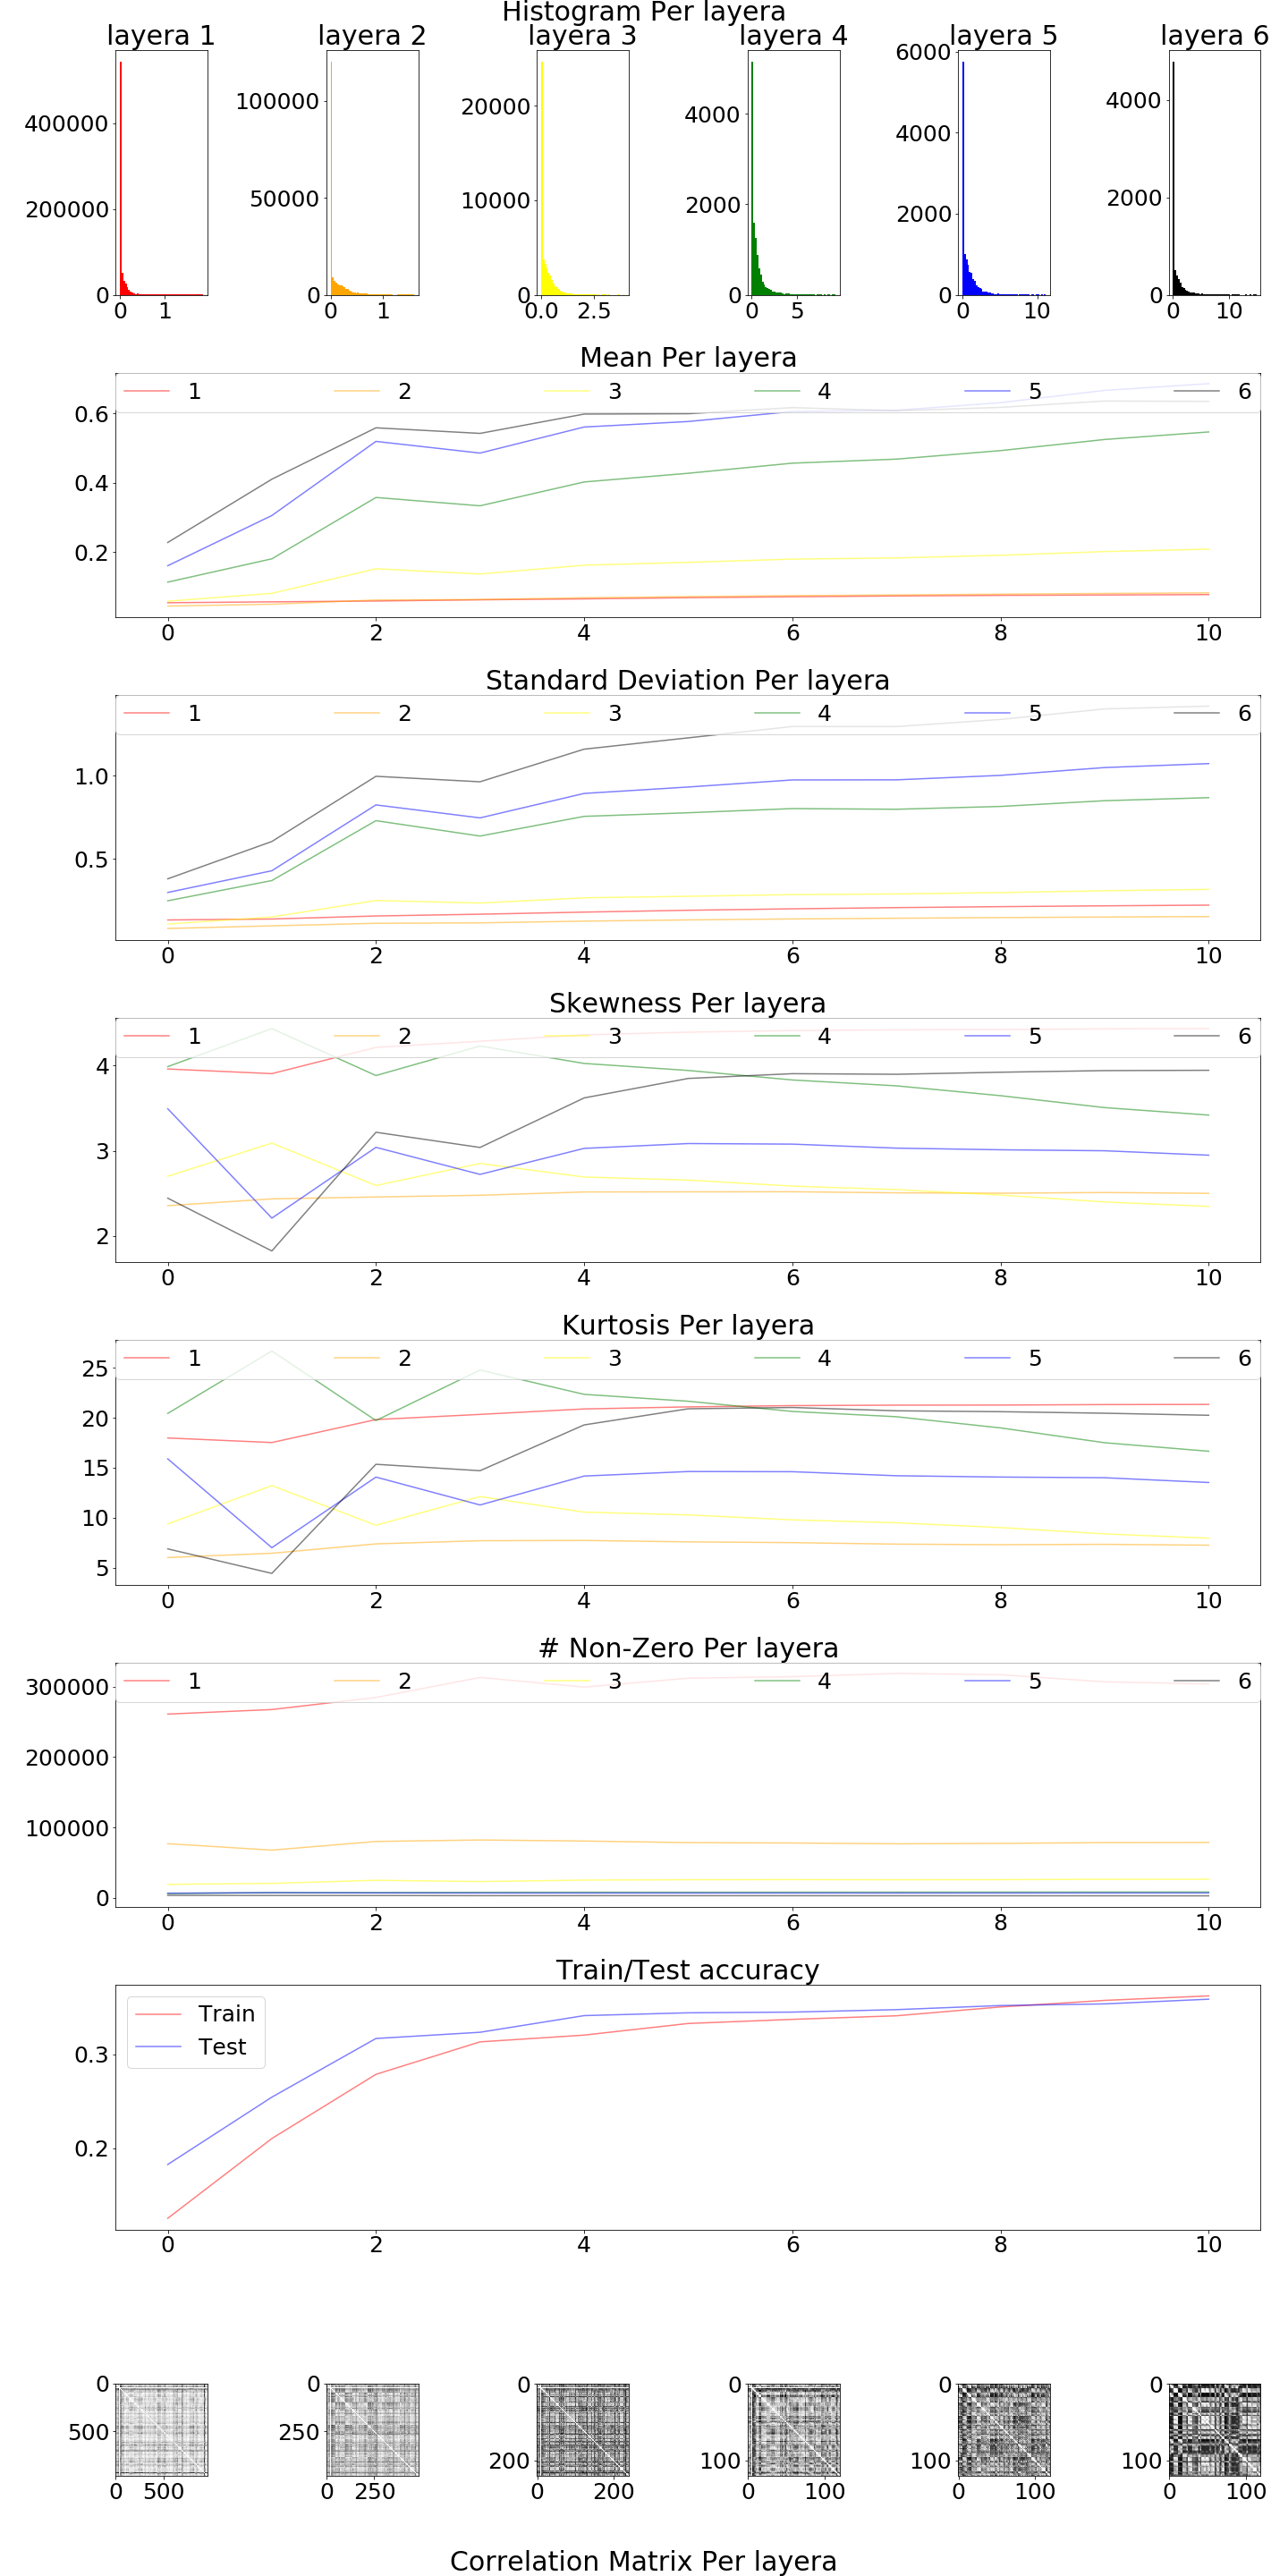 Histogram Per layera
layera 1 layera 2 layera 3 layera 4 layera 5 layera 6
400000
200000
0
0 1
100000
50000
0
0 1
20000
10000
0
0.0 2.5
4000
2000
0
0 5
6000
4000
2000
0
0 10
4000
2000
0
0 10
Mean Per layera
1 2 3 4 5 6
0.6
0.4
0.2
0 2 4 6 8 10
Standard Deviation Per layera
1 2 3 4 5 6
1.0
0.5
0 2 4 6 8 10
Skewness Per layera
1 2 3 4 5 6
4
3
2
0 2 4 6 8 10
Kurtosis Per layera
1 2 3 4 5 6
25
20
15
10
5
0 2 4 6 8 10
# Non-Zero Per layera
1 2 3 4 5 6
300000
200000
100000
0
0 2 4 6 8 10
Train/Test accuracy
Train
Test
0.3
0.2
0 2 4 6 8 10
0
500
0 500
0
250
0 250
0
200
0 200
0
100
0 100
0
100
0 100
0
100
0 100
Correlation Matrix Per layera